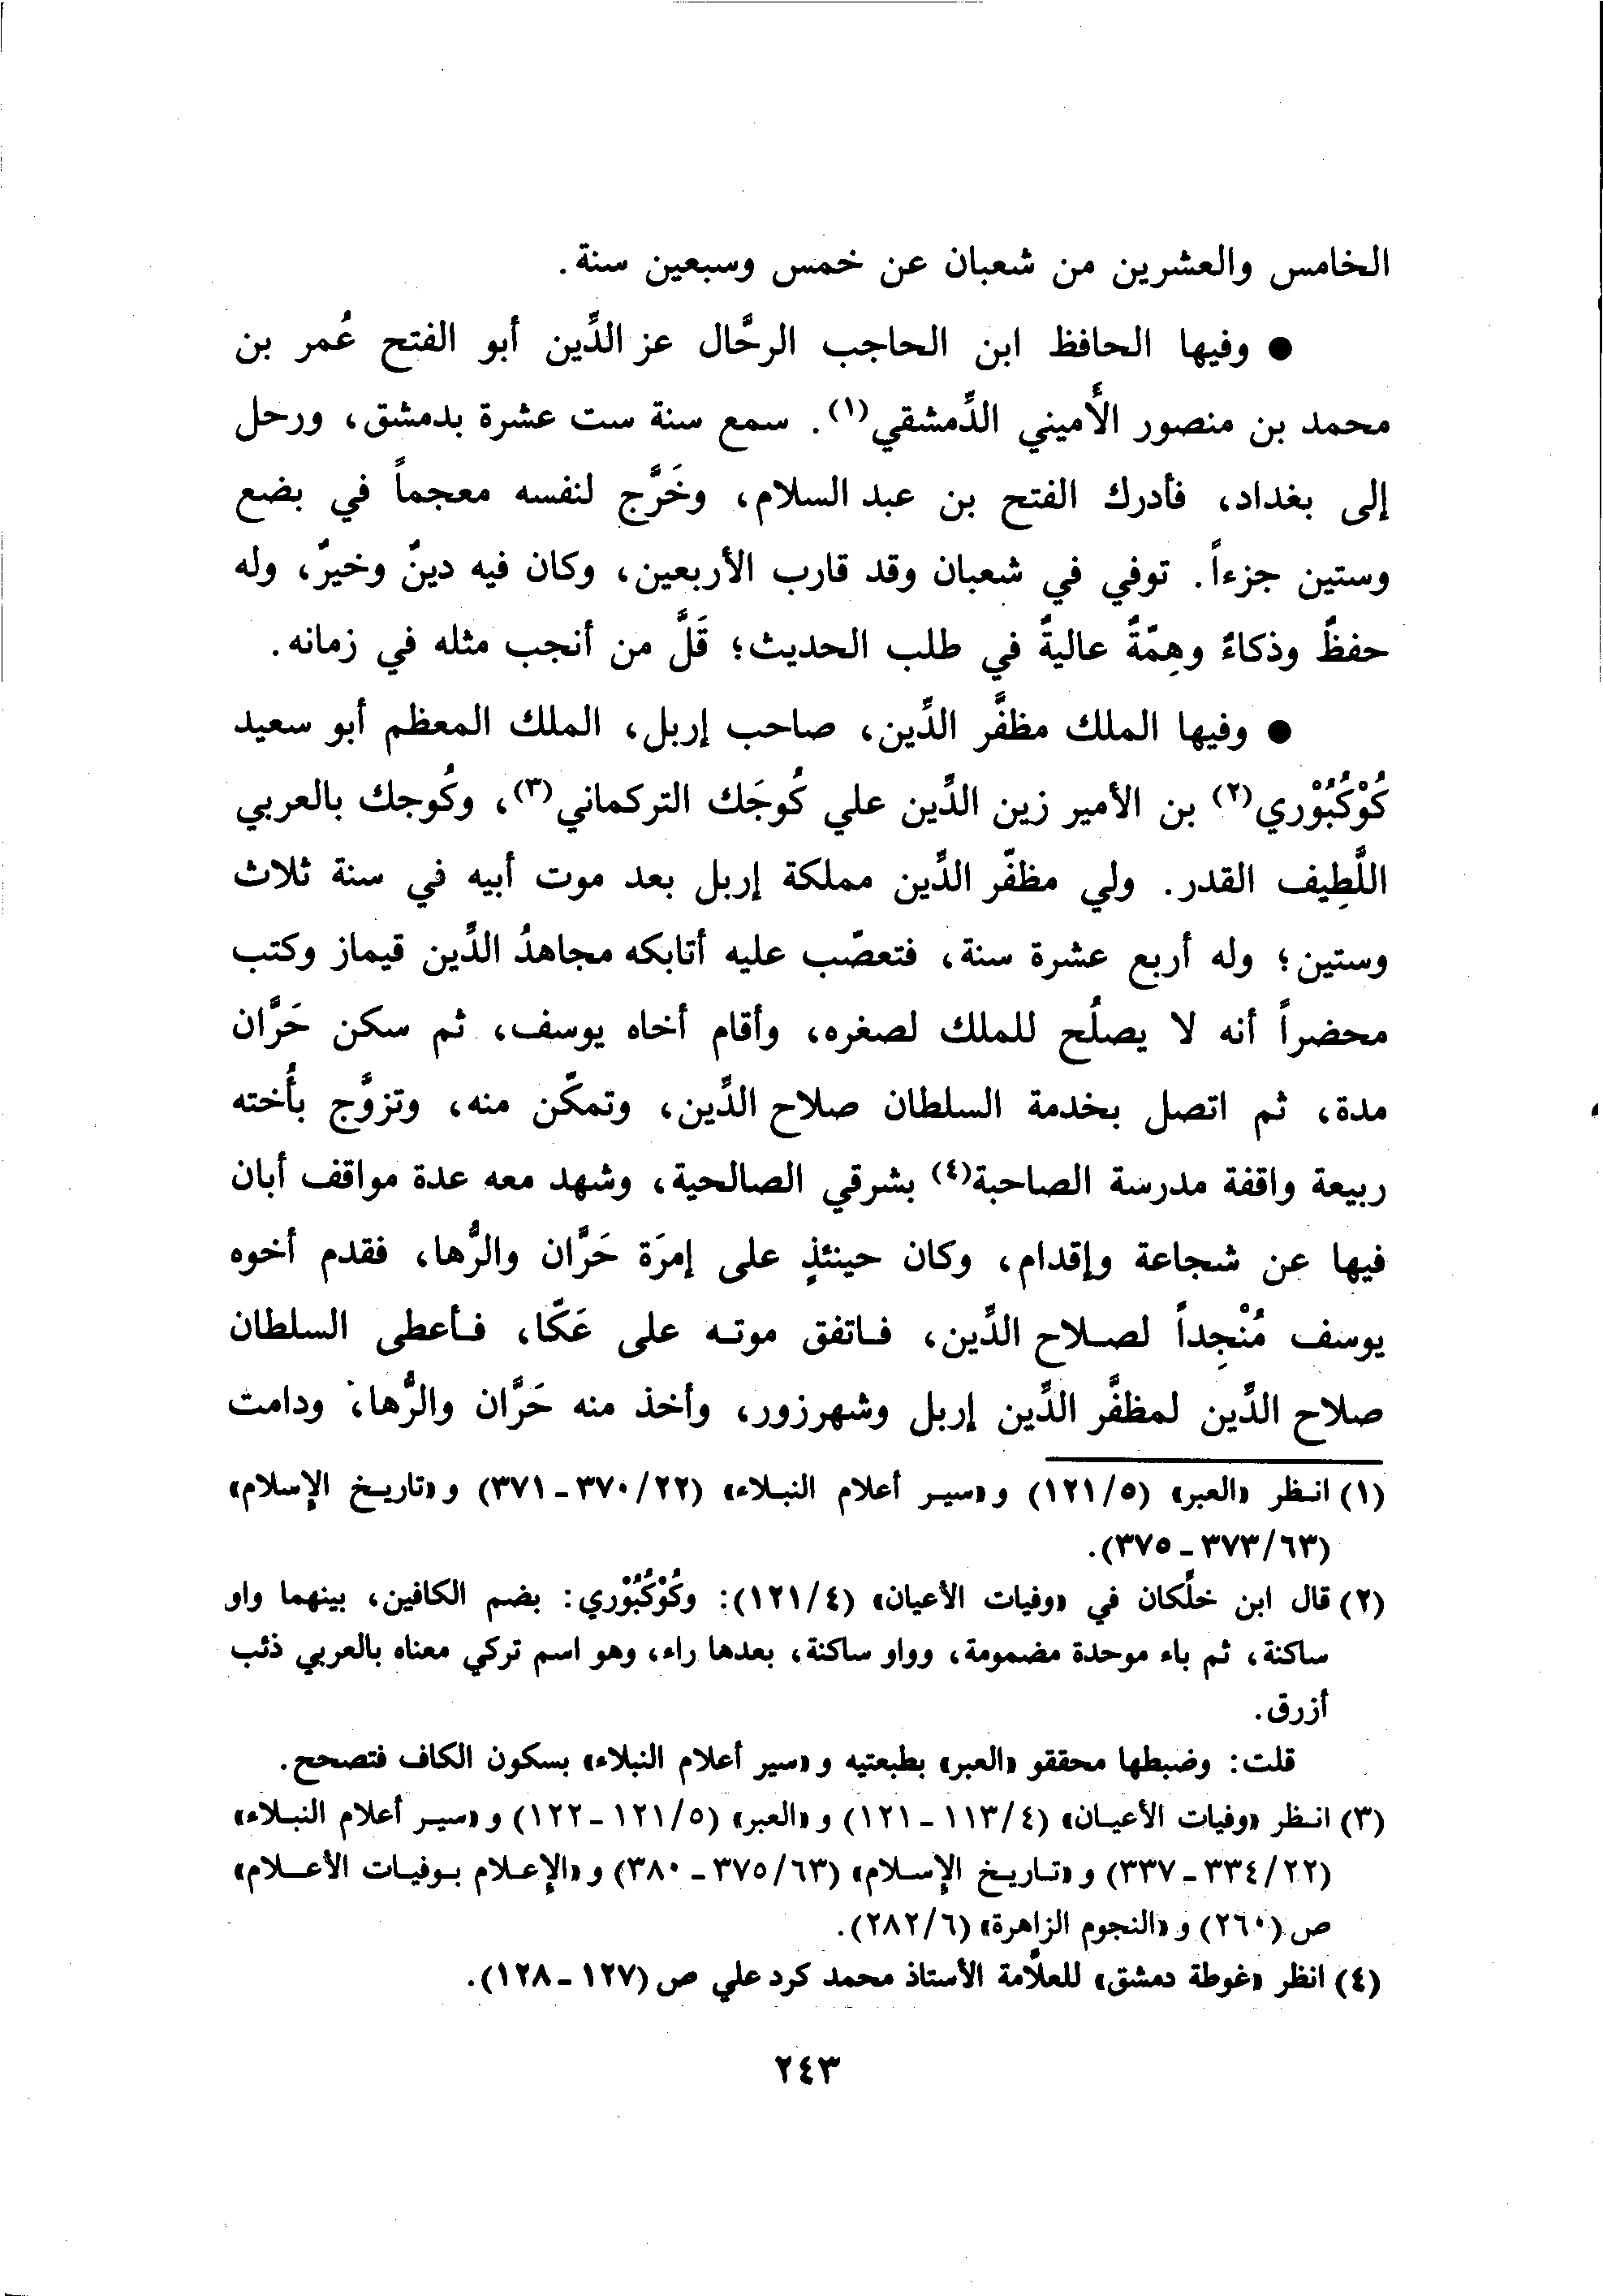 الخامس والعشرين من شعبان عن خمس وسبعين سنة.
● وفيها الحافظ ابن الحاجب الرحَّال عز الدِّين أبو الفتح عُمر بن
محمد بن منصور الأَميني الدِّمشقي(١). سمع سنة ست عشرة بدمشق، ورحل
إلى بغداد، فأدرك الفتح بن عبد السلام، وخَرَّج لنفسه معجماً في بضع
وستين جزءاً. توفي في شعبان وقد قارب الأربعين، وكان فيه دينٌ وخيرٌ، وله
حفظٌ وذكاءٌ وهِمّةٌ عاليةٌ في طلب الحديث؛ قَلَّ من أنجب مثله في زمانه.
● وفيها الملك مظفَّر الدِّين، صاحب إربل، الملك المعظم أبو سعيد
كُوْكُبُوْري(٢) بن الأمير زين الدِّين علي كُوجَك التركماني(٣)، وكُوجك بالعربي
اللَّطِيف القدر. ولي مظفّر الدِّين مملكة إربل بعد موت أبيه في سنة ثلاث
وستين؛ وله أربع عشرة سنة، فتعصّب عليه أتابكه مجاهدُ الدِّين قيماز وكتب
محضراً أنه لا يصلُح للملك لصغره، وأقام أخاه يوسف، ثم سكن حَرَّان
مدة، ثم اتصل بخدمة السلطان صلاح الدِّين، وتمكّن منه، وتزوَّج بأُخته
ربيعة واقفة مدرسة الصاحبة(٤) بشرقي الصالحية، وشهد معه عدة مواقف أبان
فيها عن شجاعة وإقدام، وكان حينئذٍ على إمرَة حَرَّان والرُّها، فقدم أخوه
يوسف مُنْجِداً لصلاح الدِّين، فاتفق موته على عَكّا، فأعطى السلطان
صلاح الدِّين لمظفَّر الدِّين إربل وشهرزور، وأخذ منه حَرَّان والرُّها، ودامت
(١) انظر «العبر» (١٢١/٥) و«سير أعلام النبلاء» (٣٧٠/٢٢ - ٣٧١) و«تاريخ الإسلام»
(٣٧٣/٦٣ - ٣٧٥).
(٢) قال ابن خلِّكان في «وفيات الأعيان» (١٢١/٤): وكُوْكُبُوْري: بضم الكافين، بينهما واو
ساكنة، ثم باء موحدة مضمومة، وواو ساكنة، بعدها راء، وهو اسم تركي معناه بالعربي ذئب
أزرق.
قلت: وضبطها محققو «العبر» بطبعتيه و«سير أعلام النبلاء» بسكون الكاف فتصحح.
(٣) انظر «وفيات الأعيان» (١١٣/٤ - ١٢١) و«العبر» (١٢١/٥ - ١٢٢) و«سير أعلام النبلاء»
(٣٣٤/٢٢ - ٣٣٧) و«تاريخ الإسلام» (٣٧٥/٦٣ - ٣٨٠) و«الإعلام بوفيات الأعلام»
ص (٢٦٠) و«النجوم الزاهرة» (٢٨٢/٦).
(٤) انظر «غوطة دمشق» للعلَّامة الأستاذ محمد كرد علي ص (١٢٧ - ١٢٨).
٢٤٣